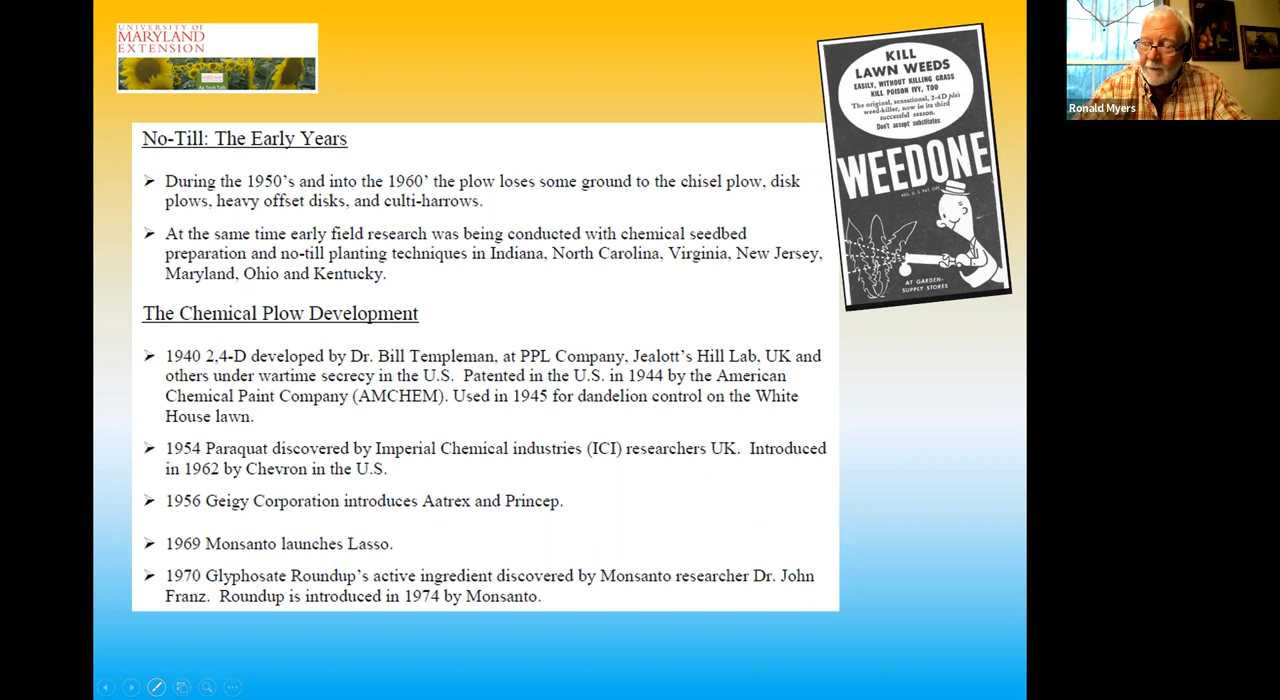 UNIVERSITY OF
MARYLAND
EXTENSION
Ag Tech Talk
No-Till: The Early Years
➢ During the 1950's and into the 1960' the plow loses some ground to the chisel plow, disk
plows, heavy offset disks, and culti-harrows.
➢ At the same time early field research was being conducted with chemical seedbed
preparation and no-till planting techniques in Indiana, North Carolina, Virginia, New Jersey,
Maryland, Ohio and Kentucky.
The Chemical Plow Development
➢ 1940 2,4-D developed by Dr. Bill Templeman, at PPL Company, Jealott's Hill Lab, UK and
others under wartime secrecy in the U.S. Patented in the U.S. in 1944 by the American
Chemical Paint Company (AMCHEM). Used in 1945 for dandelion control on the White
House lawn.
➢ 1954 Paraquat discovered by Imperial Chemical industries (ICI) researchers UK. Introduced
in 1962 by Chevron in the U.S.
➢ 1956 Geigy Corporation introduces Aatrex and Princep.
➢ 1969 Monsanto launches Lasso.
➢ 1970 Glyphosate Roundup's active ingredient discovered by Monsanto researcher Dr. John
Franz. Roundup is introduced in 1974 by Monsanto.
KILL
LAWN WEEDS
EASILY, WITHOUT KILLING GRASS
KILL POISON IVY, TOO
The original, sensational, 2-4D plus
weed-killer, now in its third
successful season.
Don't accept substitutes
WEEDONE
REG. U.S. PAT. OFF.
AT GARDEN-
SUPPLY STORES
Ronald Myers